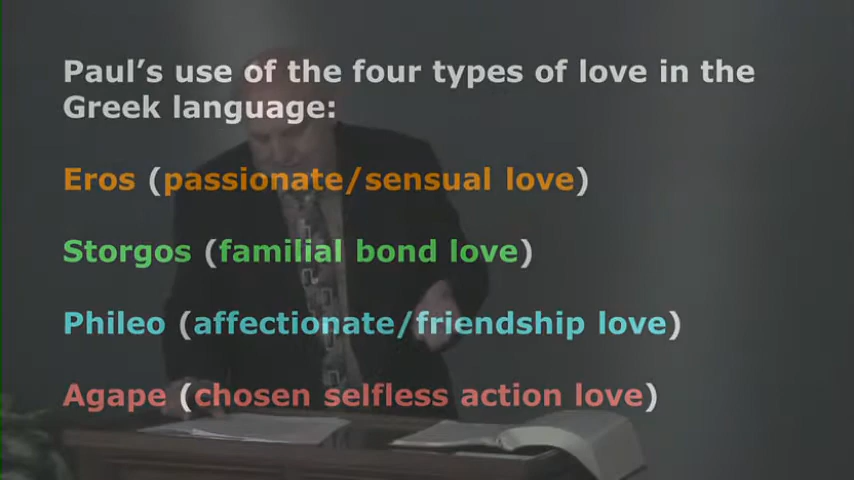 Paul’s use of the four types of love in the
Greek language:
Eros (passionate/sensual love)
Storgos (familial bond love)
Phileo (affectionate/friendship love)
Agape (chosen selfless action love)